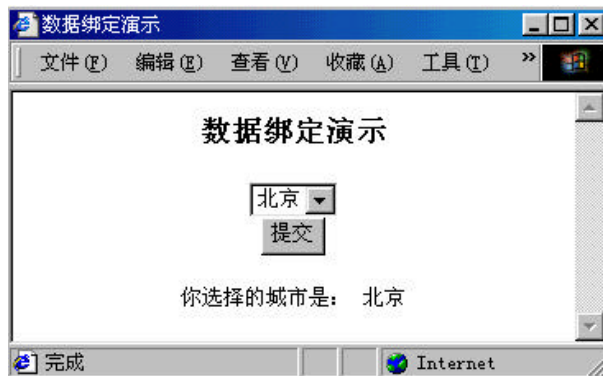 数据绑定演示
文件(F) 编辑(E) 查看(V) 收藏(A) 工具(T) »
数据绑定演示
北京
提交
你选择的城市是: 北京
完成 Internet